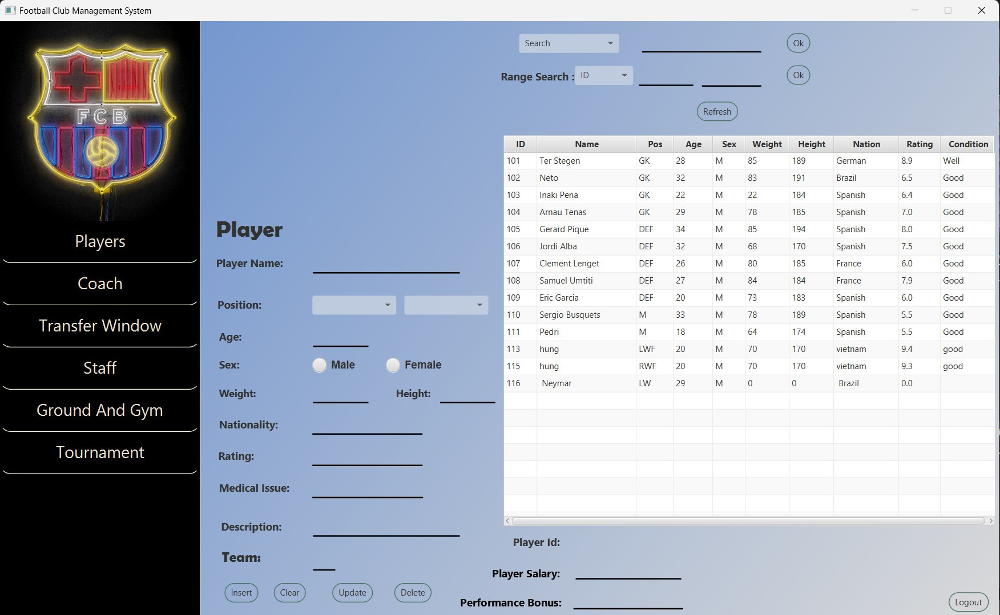 Football Club Management System
FCB
Players
Coach
Transfer Window
Staff
Ground And Gym
Tournament
Search
Ok
Range Search : ID
Ok
Refresh
Player
Player Name:
Position:
Age:
Sex: Male Female
Weight: Height:
Nationality:
Rating:
Medical Issue:
Description:
Team:
Insert Clear Update Delete
ID Name Pos Age Sex Weight Height Nation Rating Condition
101 Ter Stegen GK 28 M 85 189 German 8.9 Well
102 Neto GK 32 M 83 191 Brazil 6.5 Good
103 Inaki Pena GK 22 M 22 184 Spanish 6.4 Good
104 Arnau Tenas GK 29 M 78 185 Spanish 7.0 Good
105 Gerard Pique DEF 34 M 85 194 Spanish 8.0 Good
106 Jordi Alba DEF 32 M 68 170 Spanish 7.5 Good
107 Clement Lenget DEF 26 M 80 185 France 6.0 Good
108 Samuel Umtiti DEF 27 M 84 184 France 7.9 Good
109 Eric Garcia DEF 20 M 73 183 Spanish 6.0 Good
110 Sergio Busquets M 33 M 78 189 Spanish 5.5 Good
111 Pedri M 18 M 64 174 Spanish 5.5 Good
113 hung LWF 20 M 70 170 vietnam 9.4 good
115 hung RWF 20 M 70 170 vietnam 9.3 good
116 Neymar LW 29 M 0 0 Brazil 0.0
Player Id:
Player Salary:
Performance Bonus:
Logout